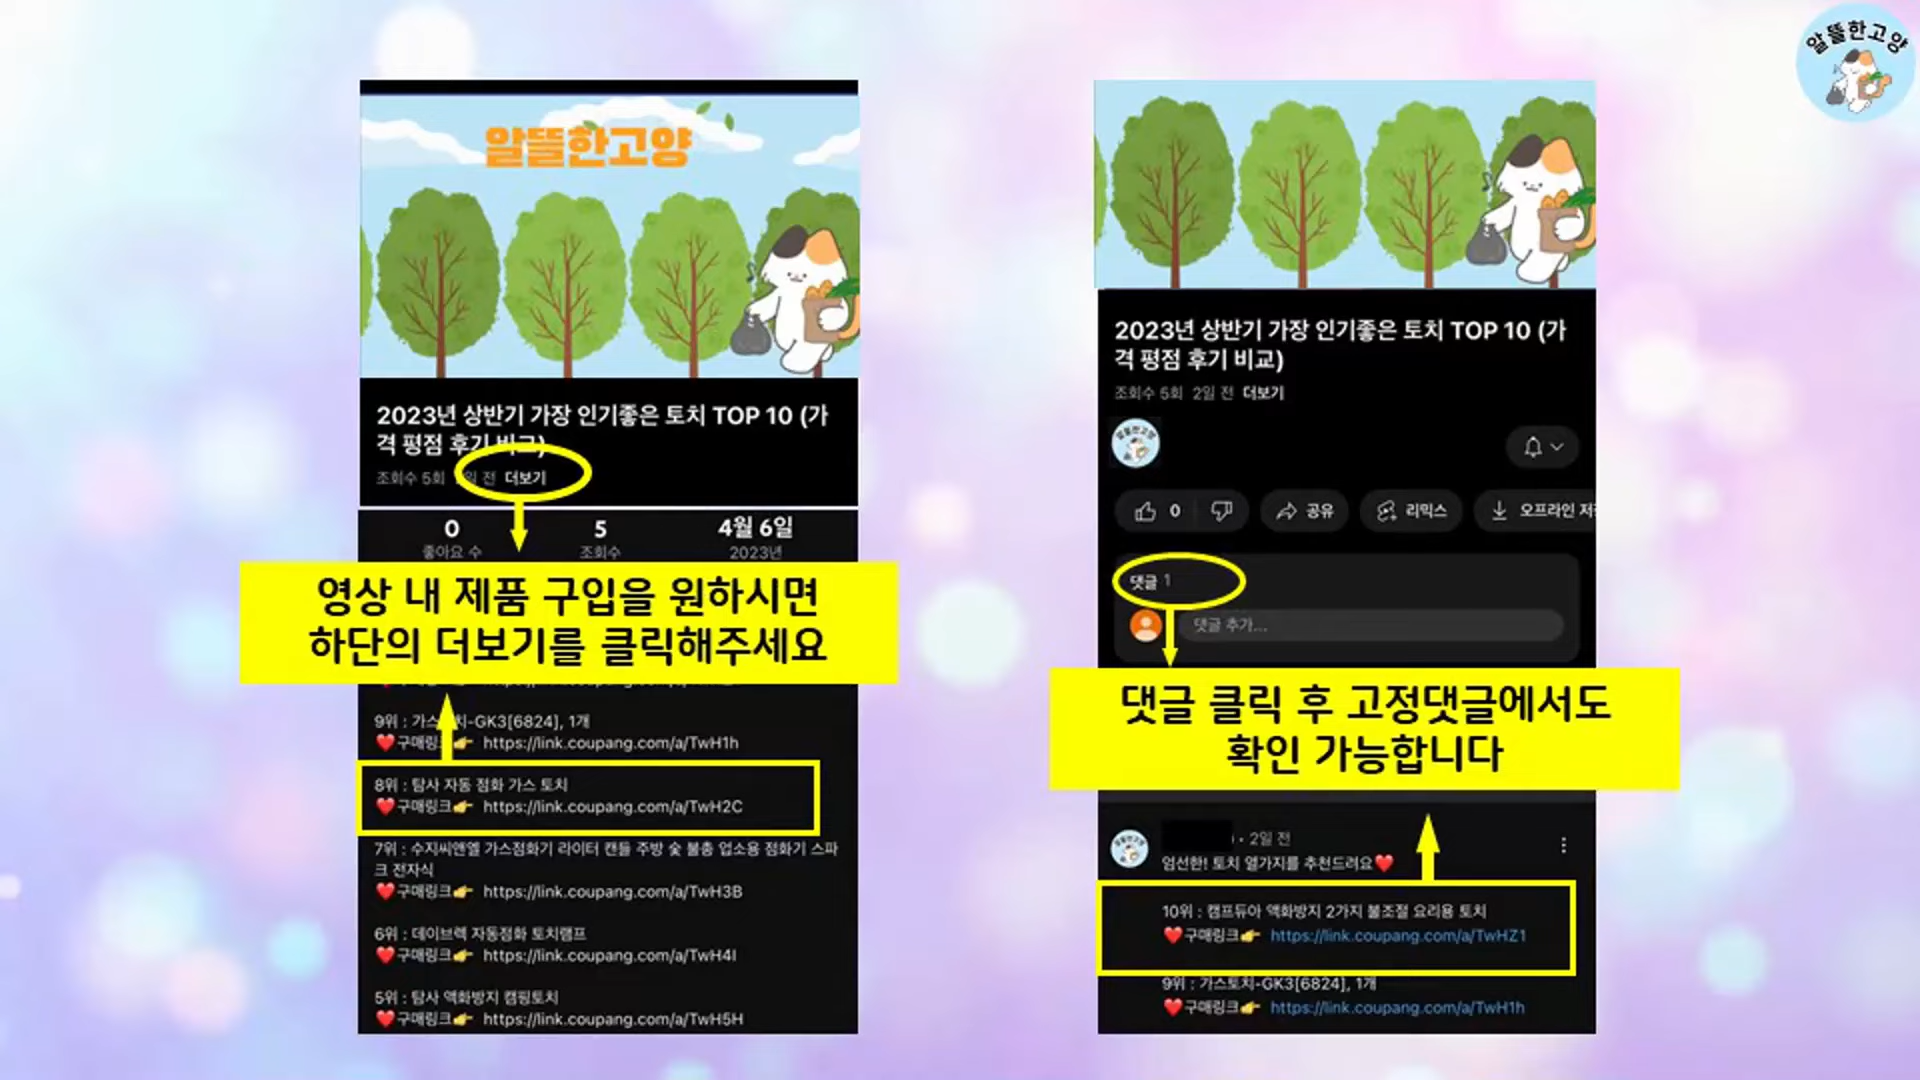 알뜰한고양
알뜰한고양
2023년 상반기 가장 인기좋은 토치 TOP 10 (가
격 평점 후기 비교)
조회수 5회 일 전 더보기
0
좋아요 수
5
조회수
4월 6일
2023년
영상 내 제품 구입을 원하시면
하단의 더보기를 클릭해주세요
9위 : 가스 치-GK3[6824], 1개
❤️구매링 👉 https://link.coupang.com/a/TwH1h
8위 : 탐사 자동 점화 가스 토치
❤️구매링크👉 https://link.coupang.com/a/TwH2C
7위 : 수지씨앤엘 가스점화기 라이터 캔들 주방 숯 불총 업소용 점화기 스파
크 전자식
❤️구매링크👉 https://link.coupang.com/a/TwH3B
6위 : 데이브렉 자동점화 토치램프
❤️구매링크👉 https://link.coupang.com/a/TwH4I
5위 : 탐사 액화방지 캠핑토치
❤️구매링크👉 https://link.coupang.com/a/TwH5H
2023년 상반기 가장 인기좋은 토치 TOP 10 (가
격 평점 후기 비교)
조회수 5회 2일 전 더보기
알뜰한고양
0
공유
리믹스
오프라인 저
댓글 1
댓글 추가...
댓글 클릭 후 고정댓글에서도
확인 가능합니다
• 2일 전
엄선한! 토치 열가지를 추천드려요❤️
10위 : 캠프듀아 액화방지 2가지 불조절 요리용 토치
❤️구매링크👉 https://link.coupang.com/a/TwHZ1
9위 : 가스토치-GK3[6824], 1개
❤️구매링크👉 https://link.coupang.com/a/TwH1h